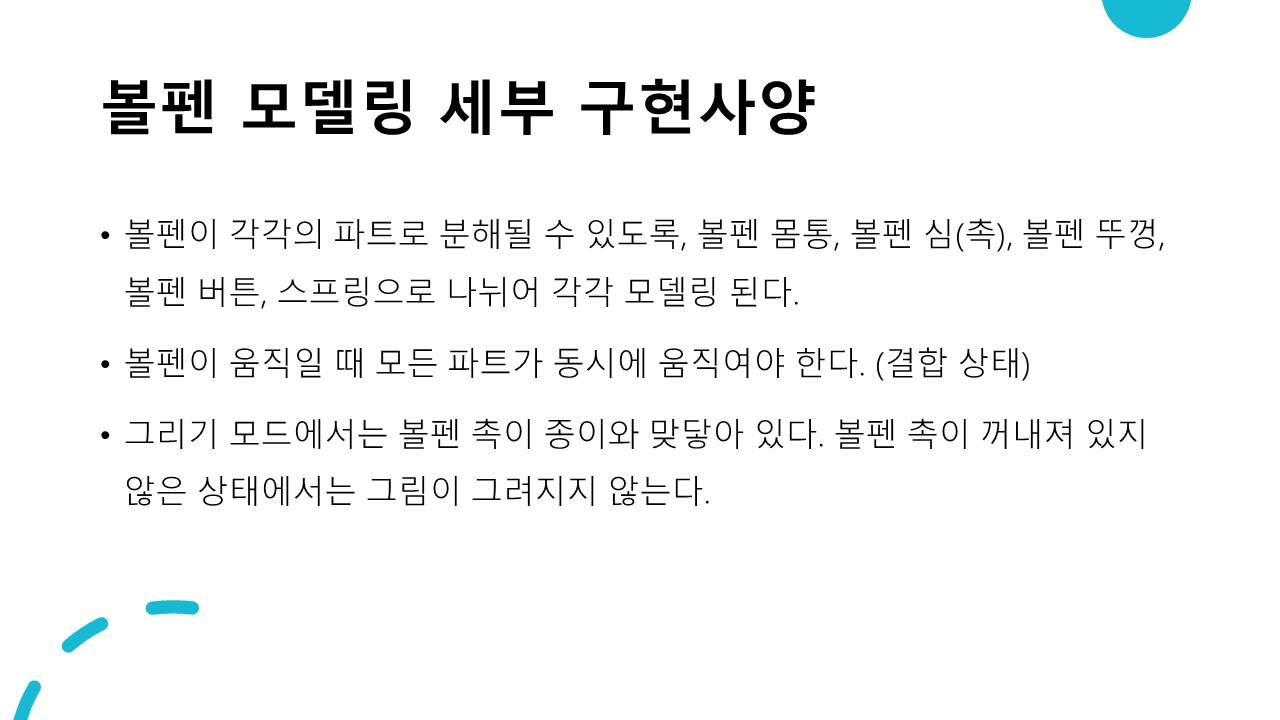 볼펜 모델링 세부 구현사양
• 볼펜이 각각의 파트로 분해될 수 있도록, 볼펜 몸통, 볼펜 심(촉), 볼펜 뚜껑,
볼펜 버튼, 스프링으로 나뉘어 각각 모델링 된다.
• 볼펜이 움직일 때 모든 파트가 동시에 움직여야 한다. (결합 상태)
• 그리기 모드에서는 볼펜 촉이 종이와 맞닿아 있다. 볼펜 촉이 꺼내져 있지
않은 상태에서는 그림이 그려지지 않는다.